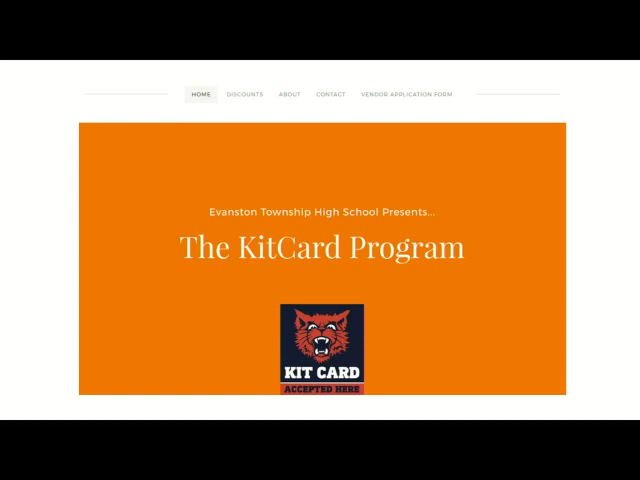 HOME DISCOUNTS ABOUT CONTACT VENDOR APPLICATION FORM
Evanston Township High School Presents...
The KitCard Program
KIT CARD
ACCEPTED HERE